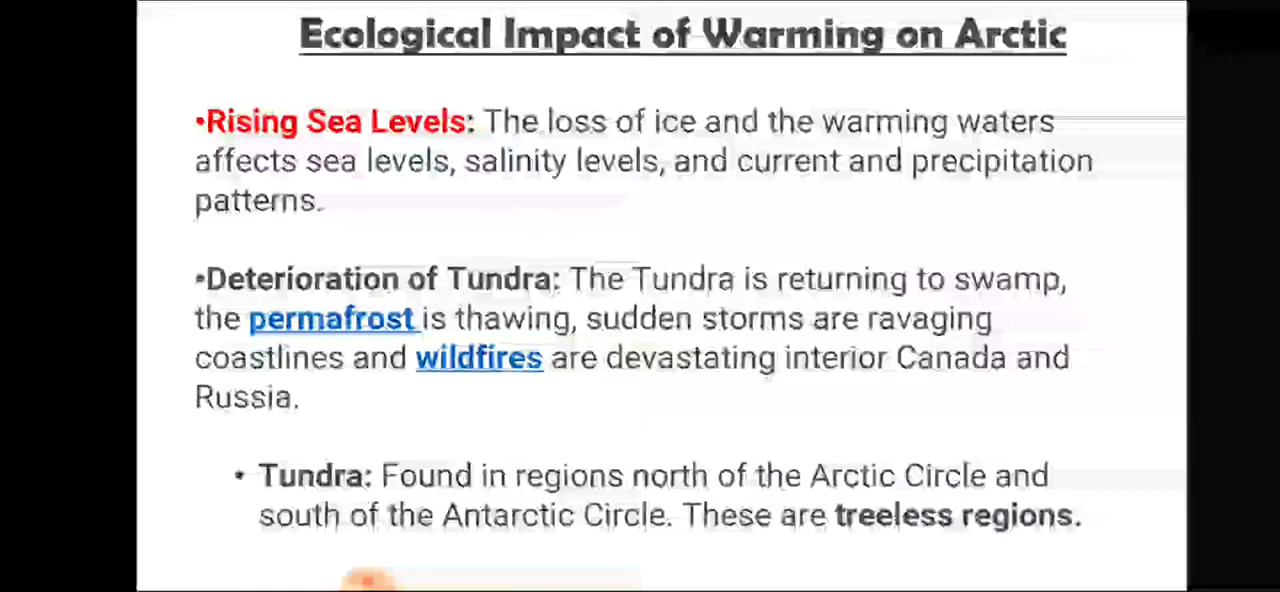 Ecological Impact of Warming on Arctic
•Rising Sea Levels: The loss of ice and the warming waters
affects sea levels, salinity levels, and current and precipitation
patterns.
•Deterioration of Tundra: The Tundra is returning to swamp,
the permafrost is thawing, sudden storms are ravaging
coastlines and wildfires are devastating interior Canada and
Russia.
• Tundra: Found in regions north of the Arctic Circle and
south of the Antarctic Circle. These are treeless regions.